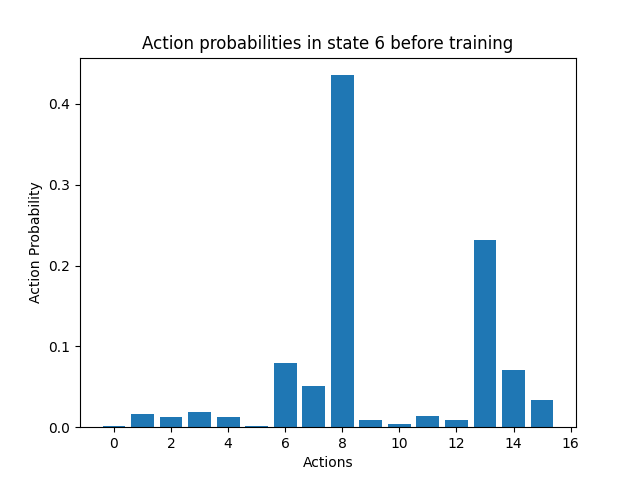 Action probabilities in state 6 before training
Action Probability
0.4
0.3
0.2
0.1
0.0
0 2 4 6 8 10 12 14 16
Actions